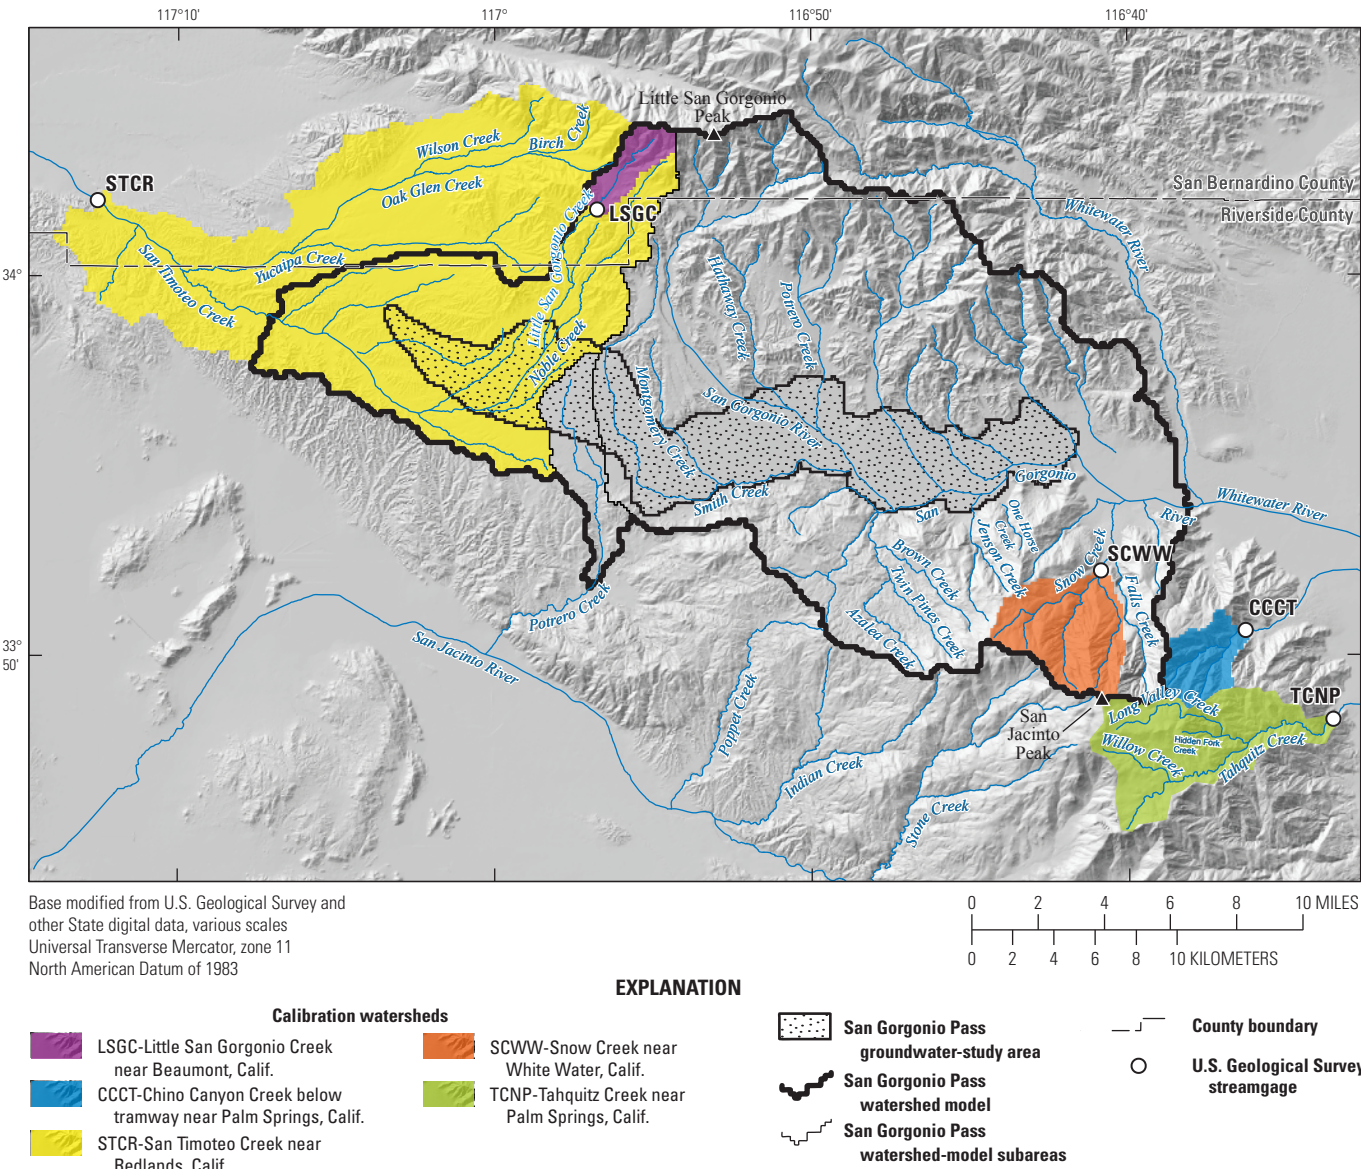 117°10'
117°
116°50'
116°40'
Little San Gorgonio
Peak
Wilson Creek
Birch Creek
STCR
Oak Glen Creek
San Bernardino County
Riverside County
LSGC
Whitewater River
Little San Gorgonio Creek
San Timoteo Creek
Yucaipa Creek
34°
Hathaway Creek
Potrero Creek
Noble Creek
Montgomery Creek
San Gorgonio River
Smith Creek
San
Gorgonio
River
Whitewater River
One Horse
Creek
Jenson Creek
Snow Creek
SCWW
Brown Creek
Twin Pines Creek
Falls Creek
Azalea Creek
CCCT
Potrero Creek
San Jacinto River
33°
50'
Poppet Creek
Long Valley Creek
TCNP
San
Jacinto
Peak
Willow Creek
Hidden Fork
Creek
Tahquitz Creek
Indian Creek
Stone Creek
Base modified from U.S. Geological Survey and
other State digital data, various scales
Universal Transverse Mercator, zone 11
North American Datum of 1983
0 2 4 6 8 10 MILES
0 2 4 6 8 10 KILOMETERS
EXPLANATION
Calibration watersheds
LSGC-Little San Gorgonio Creek
near Beaumont, Calif.
CCCT-Chino Canyon Creek below
tramway near Palm Springs, Calif.
STCR-San Timoteo Creek near
Redlands, Calif.
SCWW-Snow Creek near
White Water, Calif.
TCNP-Tahquitz Creek near
Palm Springs, Calif.
San Gorgonio Pass
groundwater-study area
San Gorgonio Pass
watershed model
San Gorgonio Pass
watershed-model subareas
County boundary
U.S. Geological Survey
streamgage